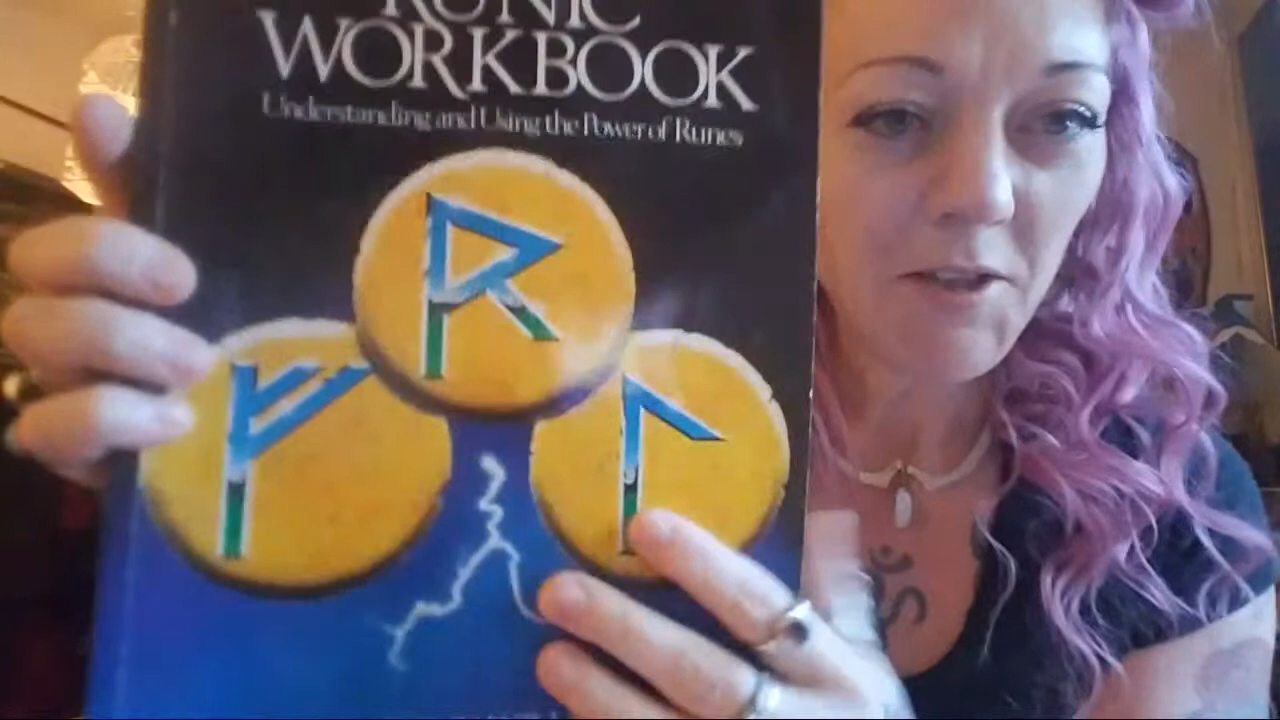 RUNIC
WORKBOOK
Understanding and Using the Power of Runes
ᚱ
ᚠ ᛚ